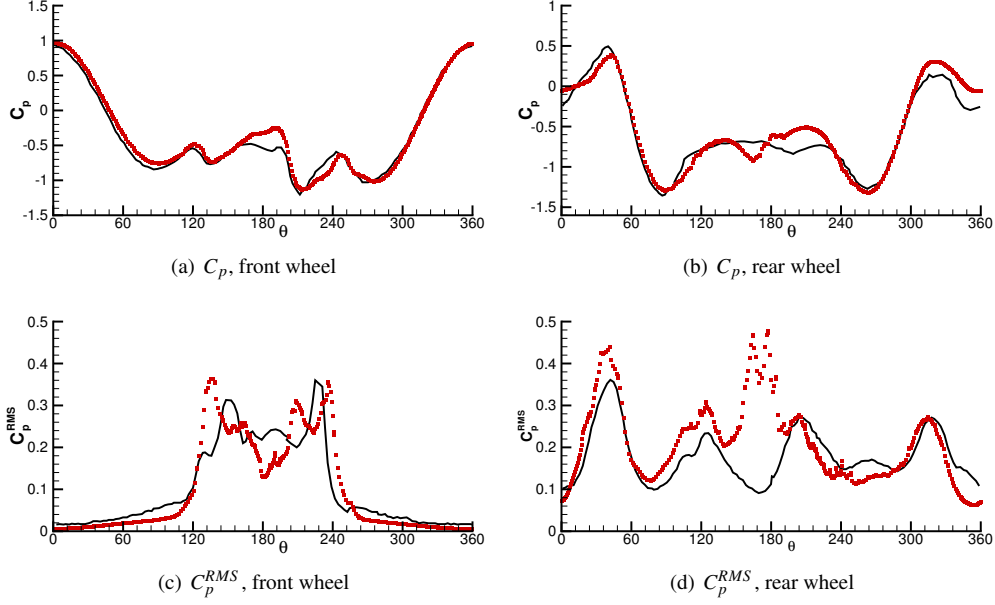 1.5
1
0.5
0
-0.5
-1
-1.5
C_p
0 60 120 180 240 300 360
θ
(a) C_p, front wheel
1
0.5
0
-0.5
-1
-1.5
C_p
0 60 120 180 240 300 360
θ
(b) C_p, rear wheel
0.5
0.4
0.3
0.2
0.1
0
C_p^RMS
0 60 120 180 240 300 360
θ
(c) C_p^{RMS}, front wheel
0.5
0.4
0.3
0.2
0.1
0
C_p^RMS
0 60 120 180 240 300 360
θ
(d) C_p^{RMS}, rear wheel